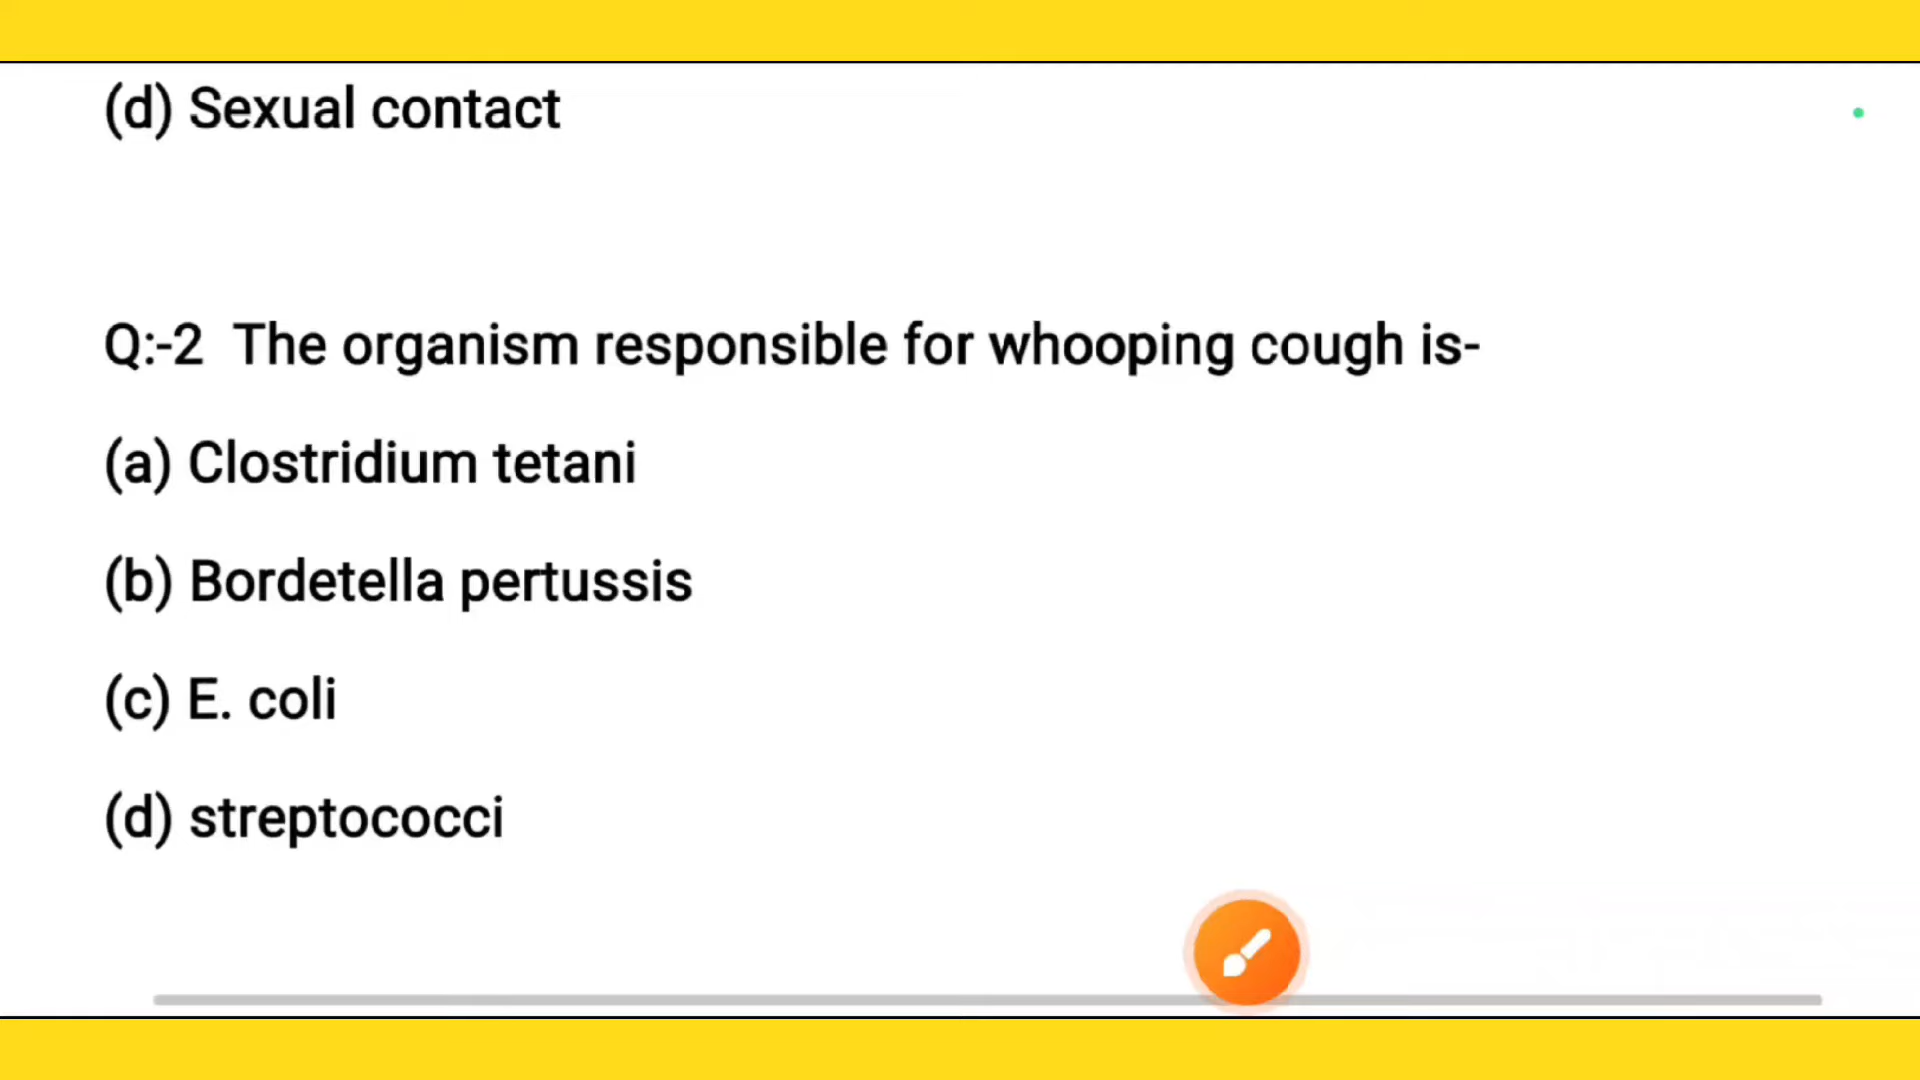 (d) Sexual contact
Q:-2 The organism responsible for whooping cough is-
(a) Clostridium tetani
(b) Bordetella pertussis
(c) E. coli
(d) streptococci